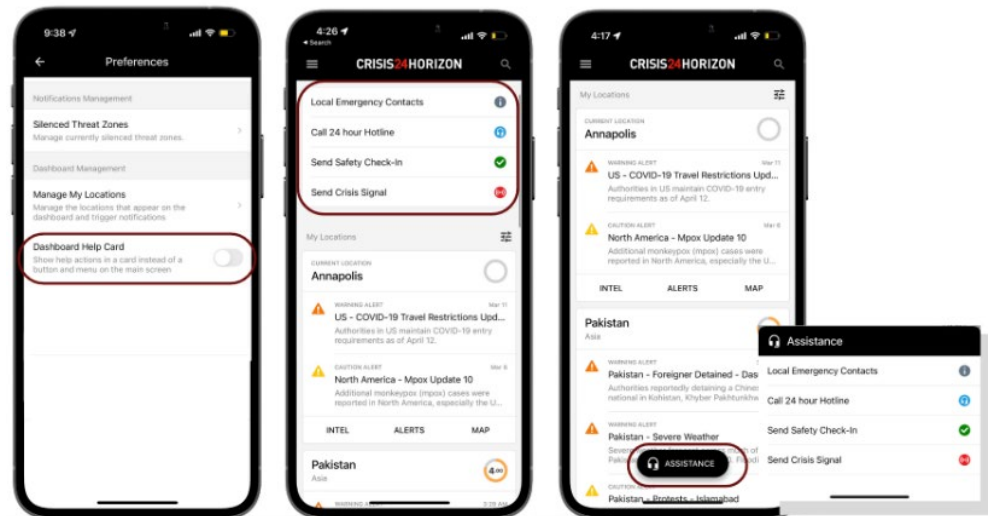 9:38
Preferences
Notifications Management
Silenced Threat Zones
Manage currently silenced threat zones.
Dashboard Management
Manage My Locations
Manage the locations that appear on the
dashboard and trigger notifications
Dashboard Help Card
Show help actions in a card instead of a
button and menu on the main screen
4:26
Search
CRISIS24HORIZON
Local Emergency Contacts
Call 24 hour Hotline
Send Safety Check-In
Send Crisis Signal
My Locations
CURRENT LOCATION
Annapolis
WARNING ALERT
Mar 11
US - COVID-19 Travel Restrictions Upd...
Authorities in US maintain COVID-19 entry
requirements as of April 12.
CAUTION ALERT
Mar 6
North America - Mpox Update 10
Additional monkeypox (mpox) cases were
reported in North America, especially the U...
INTEL ALERTS MAP
Pakistan
Asia
4.00
WARNING ALERT
4:17
CRISIS24HORIZON
My Locations
CURRENT LOCATION
Annapolis
WARNING ALERT
Mar 11
US - COVID-19 Travel Restrictions Upd...
Authorities in US maintain COVID-19 entry
requirements as of April 12.
CAUTION ALERT
Mar 6
North America - Mpox Update 10
Additional monkeypox (mpox) cases were
reported in North America, especially the U...
INTEL ALERTS MAP
Pakistan
Asia
WARNING ALERT
Pakistan - Foreigner Detained - Das
Authorities reportedly detaining a Chines
national in Kohistan, Khyber Pakhtunkhw
WARNING ALERT
Pakistan - Severe Weather
ASSISTANCE
CAUTION ALERT
Pakistan - Protests - Islamabad
Assistance
Local Emergency Contacts
Call 24 hour Hotline
Send Safety Check-In
Send Crisis Signal